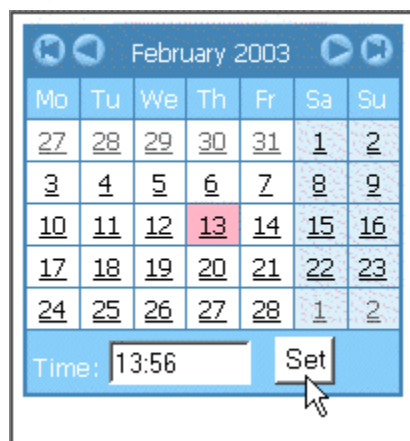 February 2003
Mo Tu We Th Fr Sa Su
27 28 29 30 31 1 2
3 4 5 6 7 8 9
10 11 12 13 14 15 16
17 18 19 20 21 22 23
24 25 26 27 28 1 2
Time: 13:56 Set